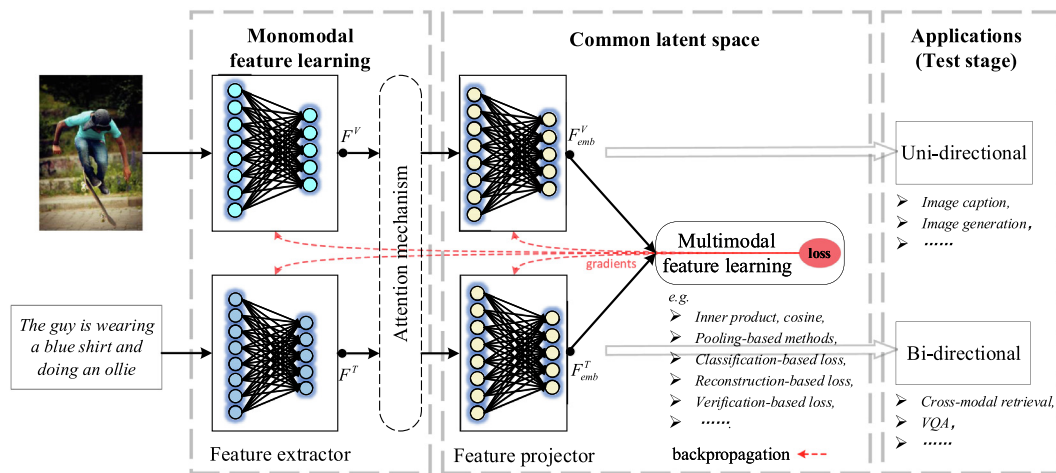 Monomodal
feature learning
Common latent space
Applications
(Test stage)
F^V
Attention mechanism
F^V_emb
Uni-directional
Image caption,
Image generation,
......
The guy is wearing
a blue shirt and
doing an ollie
gradients
Multimodal
feature learning
loss
e.g.
Inner product, cosine,
Pooling-based methods,
Classification-based loss,
Reconstruction-based loss,
Verification-based loss,
......
F^T
F^T_emb
Bi-directional
Cross-modal retrieval,
VQA,
......
Feature extractor
Feature projector
backpropagation